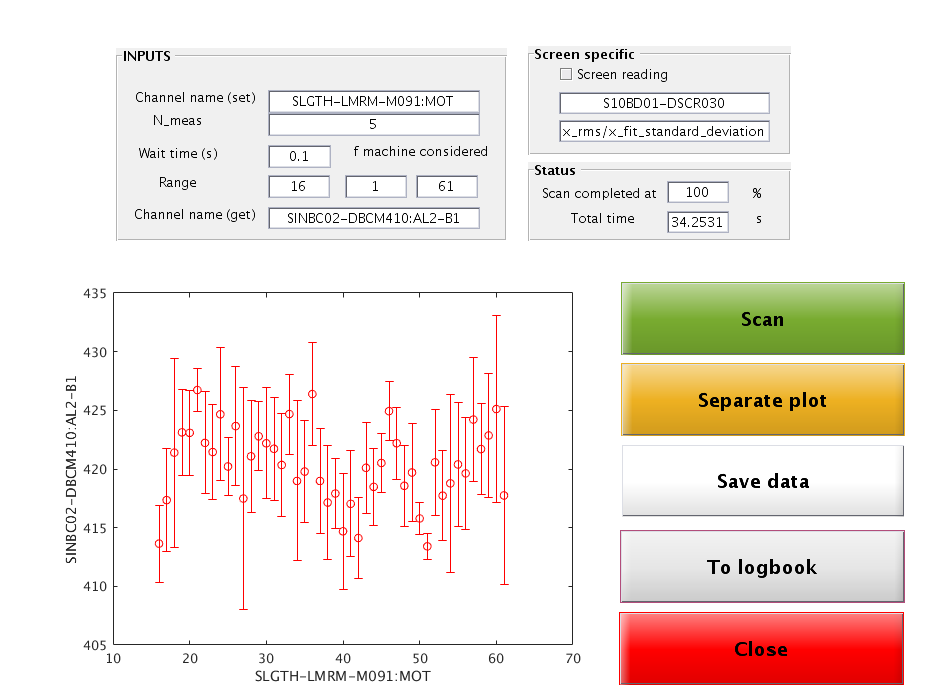 INPUTS
Channel name (set)
SLGTH-LMRM-M091:MOT
N_meas
5
Wait time (s)
0.1
f machine considered
Range
16
1
61
Channel name (get)
SINBC02-DBCM410:AL2-B1
Screen specific
Screen reading
S10BD01-DSCR030
x_rms/x_fit_standard_deviation
Status
Scan completed at
100
%
Total time
34.2531
s
435
430
425
420
415
410
405
SINBC02-DBCM410:AL2-B1
10
20
30
40
50
60
70
SLGTH-LMRM-M091:MOT
Scan
Separate plot
Save data
To logbook
Close